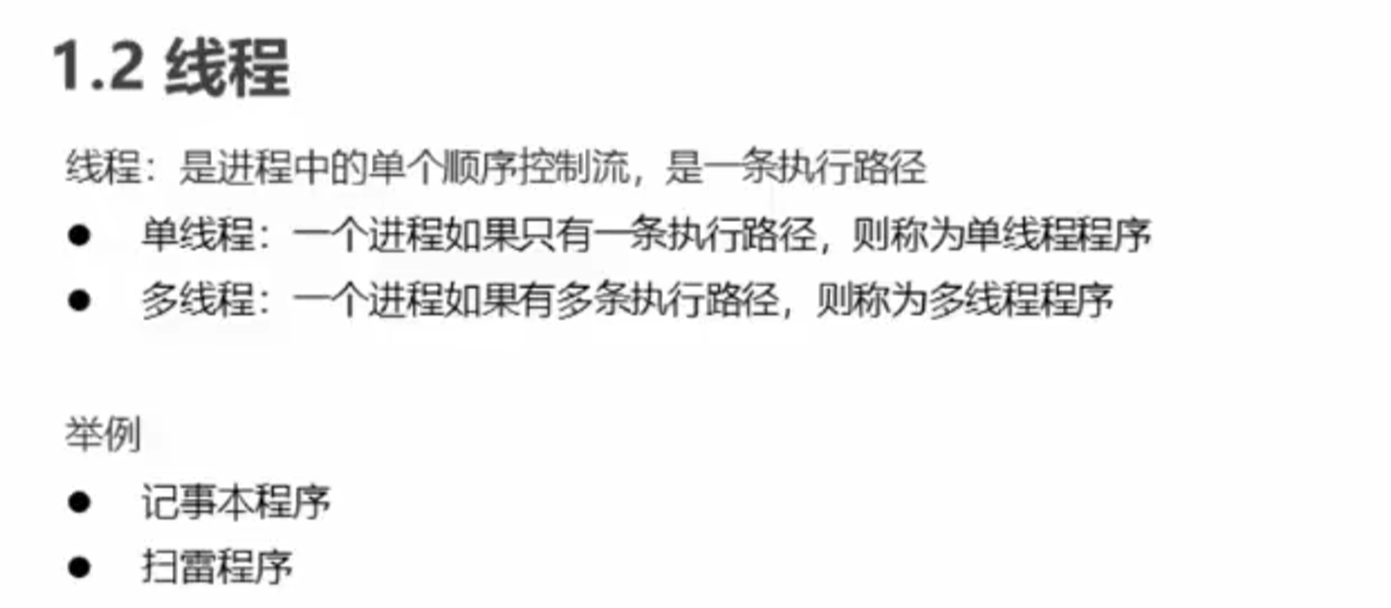 1.2 线程
线程：是进程中的单个顺序控制流，是一条执行路径
● 单线程：一个进程如果只有一条执行路径，则称为单线程程序
● 多线程：一个进程如果有多条执行路径，则称为多线程程序
举例
● 记事本程序
● 扫雷程序